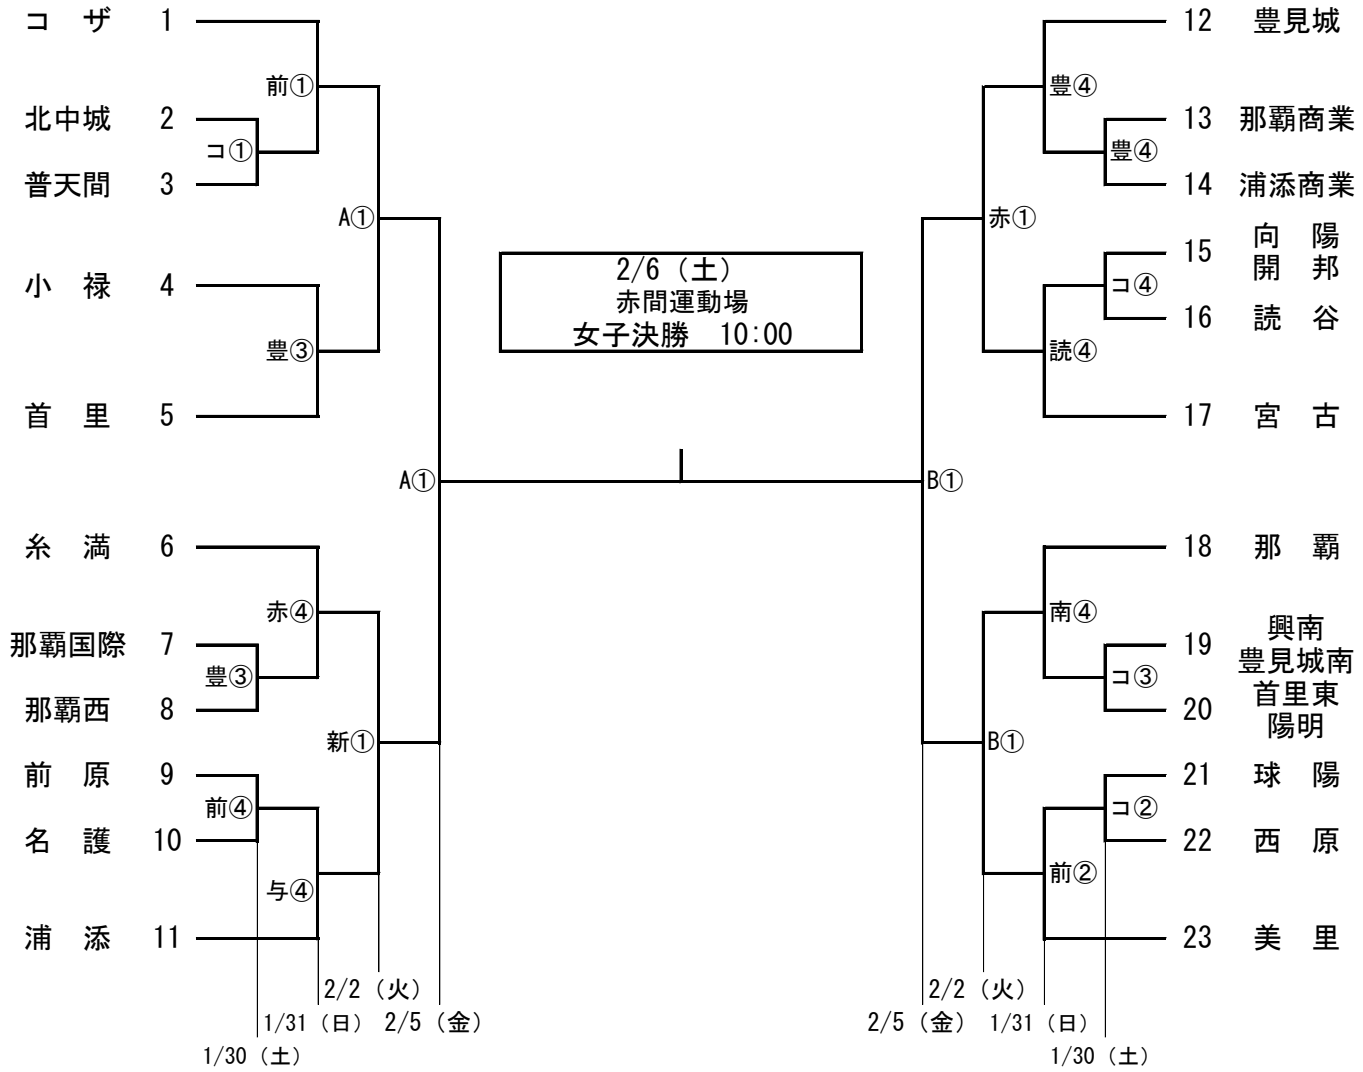 コ ザ 1
前①
北中城 2
コ①
普天間 3
A①
小 禄 4
豊③
首 里 5
A①
糸 満 6
赤④
那覇国際 7
豊③
那覇西 8
新①
前 原 9
前④
名 護 10
与④
浦 添 11
2/2（火）
1/31（日） 2/5（金）
1/30（土）
2/6（土）
赤間運動場
女子決勝 10:00
12 豊見城
豊④
13 那覇商業
豊④
14 浦添商業
赤①
15 向 陽
開 邦
コ④
16 読 谷
読④
17 宮 古
B①
18 那 覇
南④
19 興南
豊見城南
コ③
20 首里東
陽明
B①
21 球 陽
コ②
22 西 原
前②
23 美 里
2/2（火）
2/5（金） 1/31（日）
1/30（土）